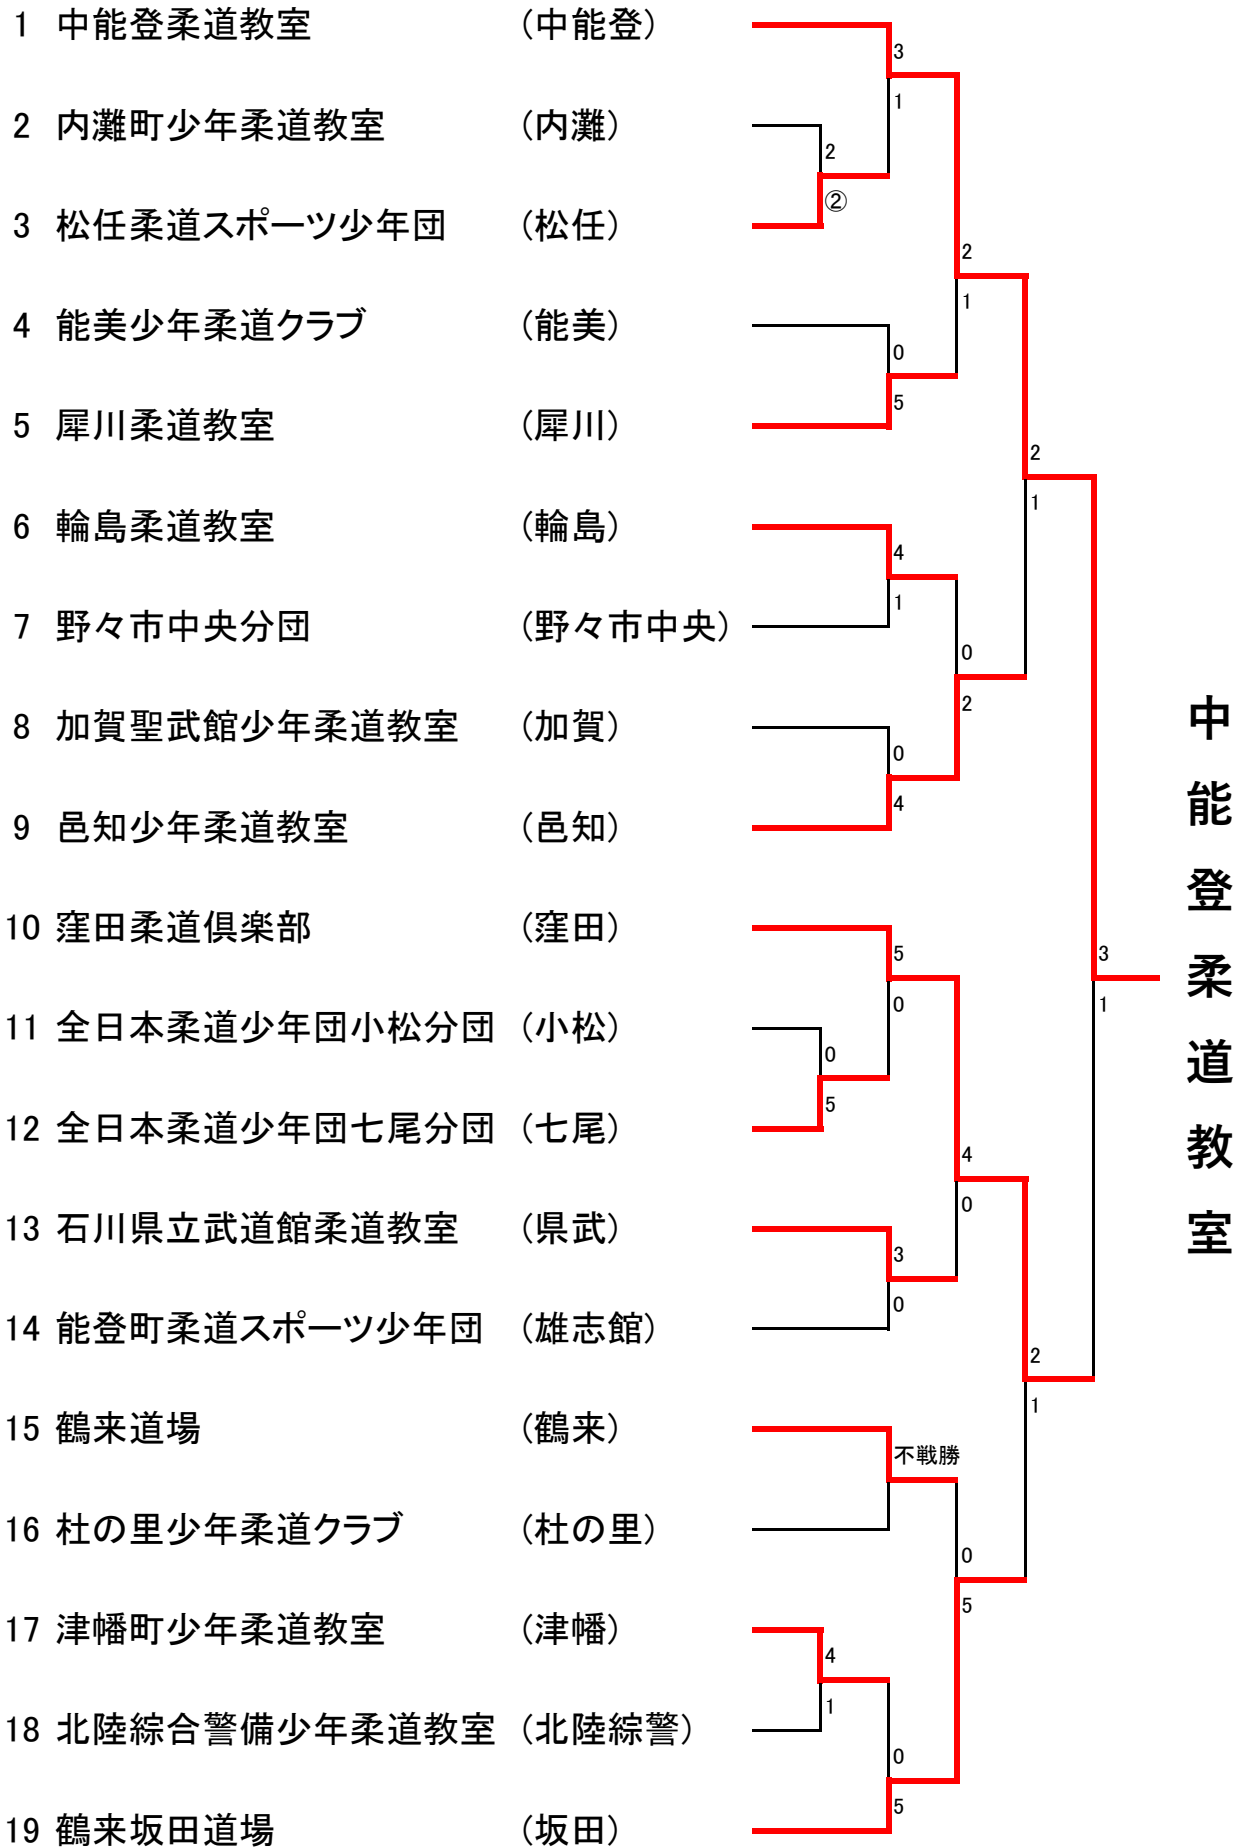 1 中能登柔道教室 (中能登)
3
1
2 内灘町少年柔道教室 (内灘)
2
②
3 松任柔道スポーツ少年団 (松任)
2
1
4 能美少年柔道クラブ (能美)
0
5
5 犀川柔道教室 (犀川)
2
1
6 輪島柔道教室 (輪島)
4
1
7 野々市中央分団 (野々市中央)
0
2
8 加賀聖武館少年柔道教室 (加賀)
0
4
9 邑知少年柔道教室 (邑知)
10 窪田柔道倶楽部 (窪田)
5
0
3
1
11 全日本柔道少年団小松分団 (小松)
0
5
12 全日本柔道少年団七尾分団 (七尾)
4
0
13 石川県立武道館柔道教室 (県武)
3
0
14 能登町柔道スポーツ少年団 (雄志館)
2
1
15 鶴来道場 (鶴来)
不戦勝
16 杜の里少年柔道クラブ (杜の里)
0
5
17 津幡町少年柔道教室 (津幡)
4
1
18 北陸綜合警備少年柔道教室 (北陸綜警)
0
5
19 鶴来坂田道場 (坂田)
中能登柔道教室